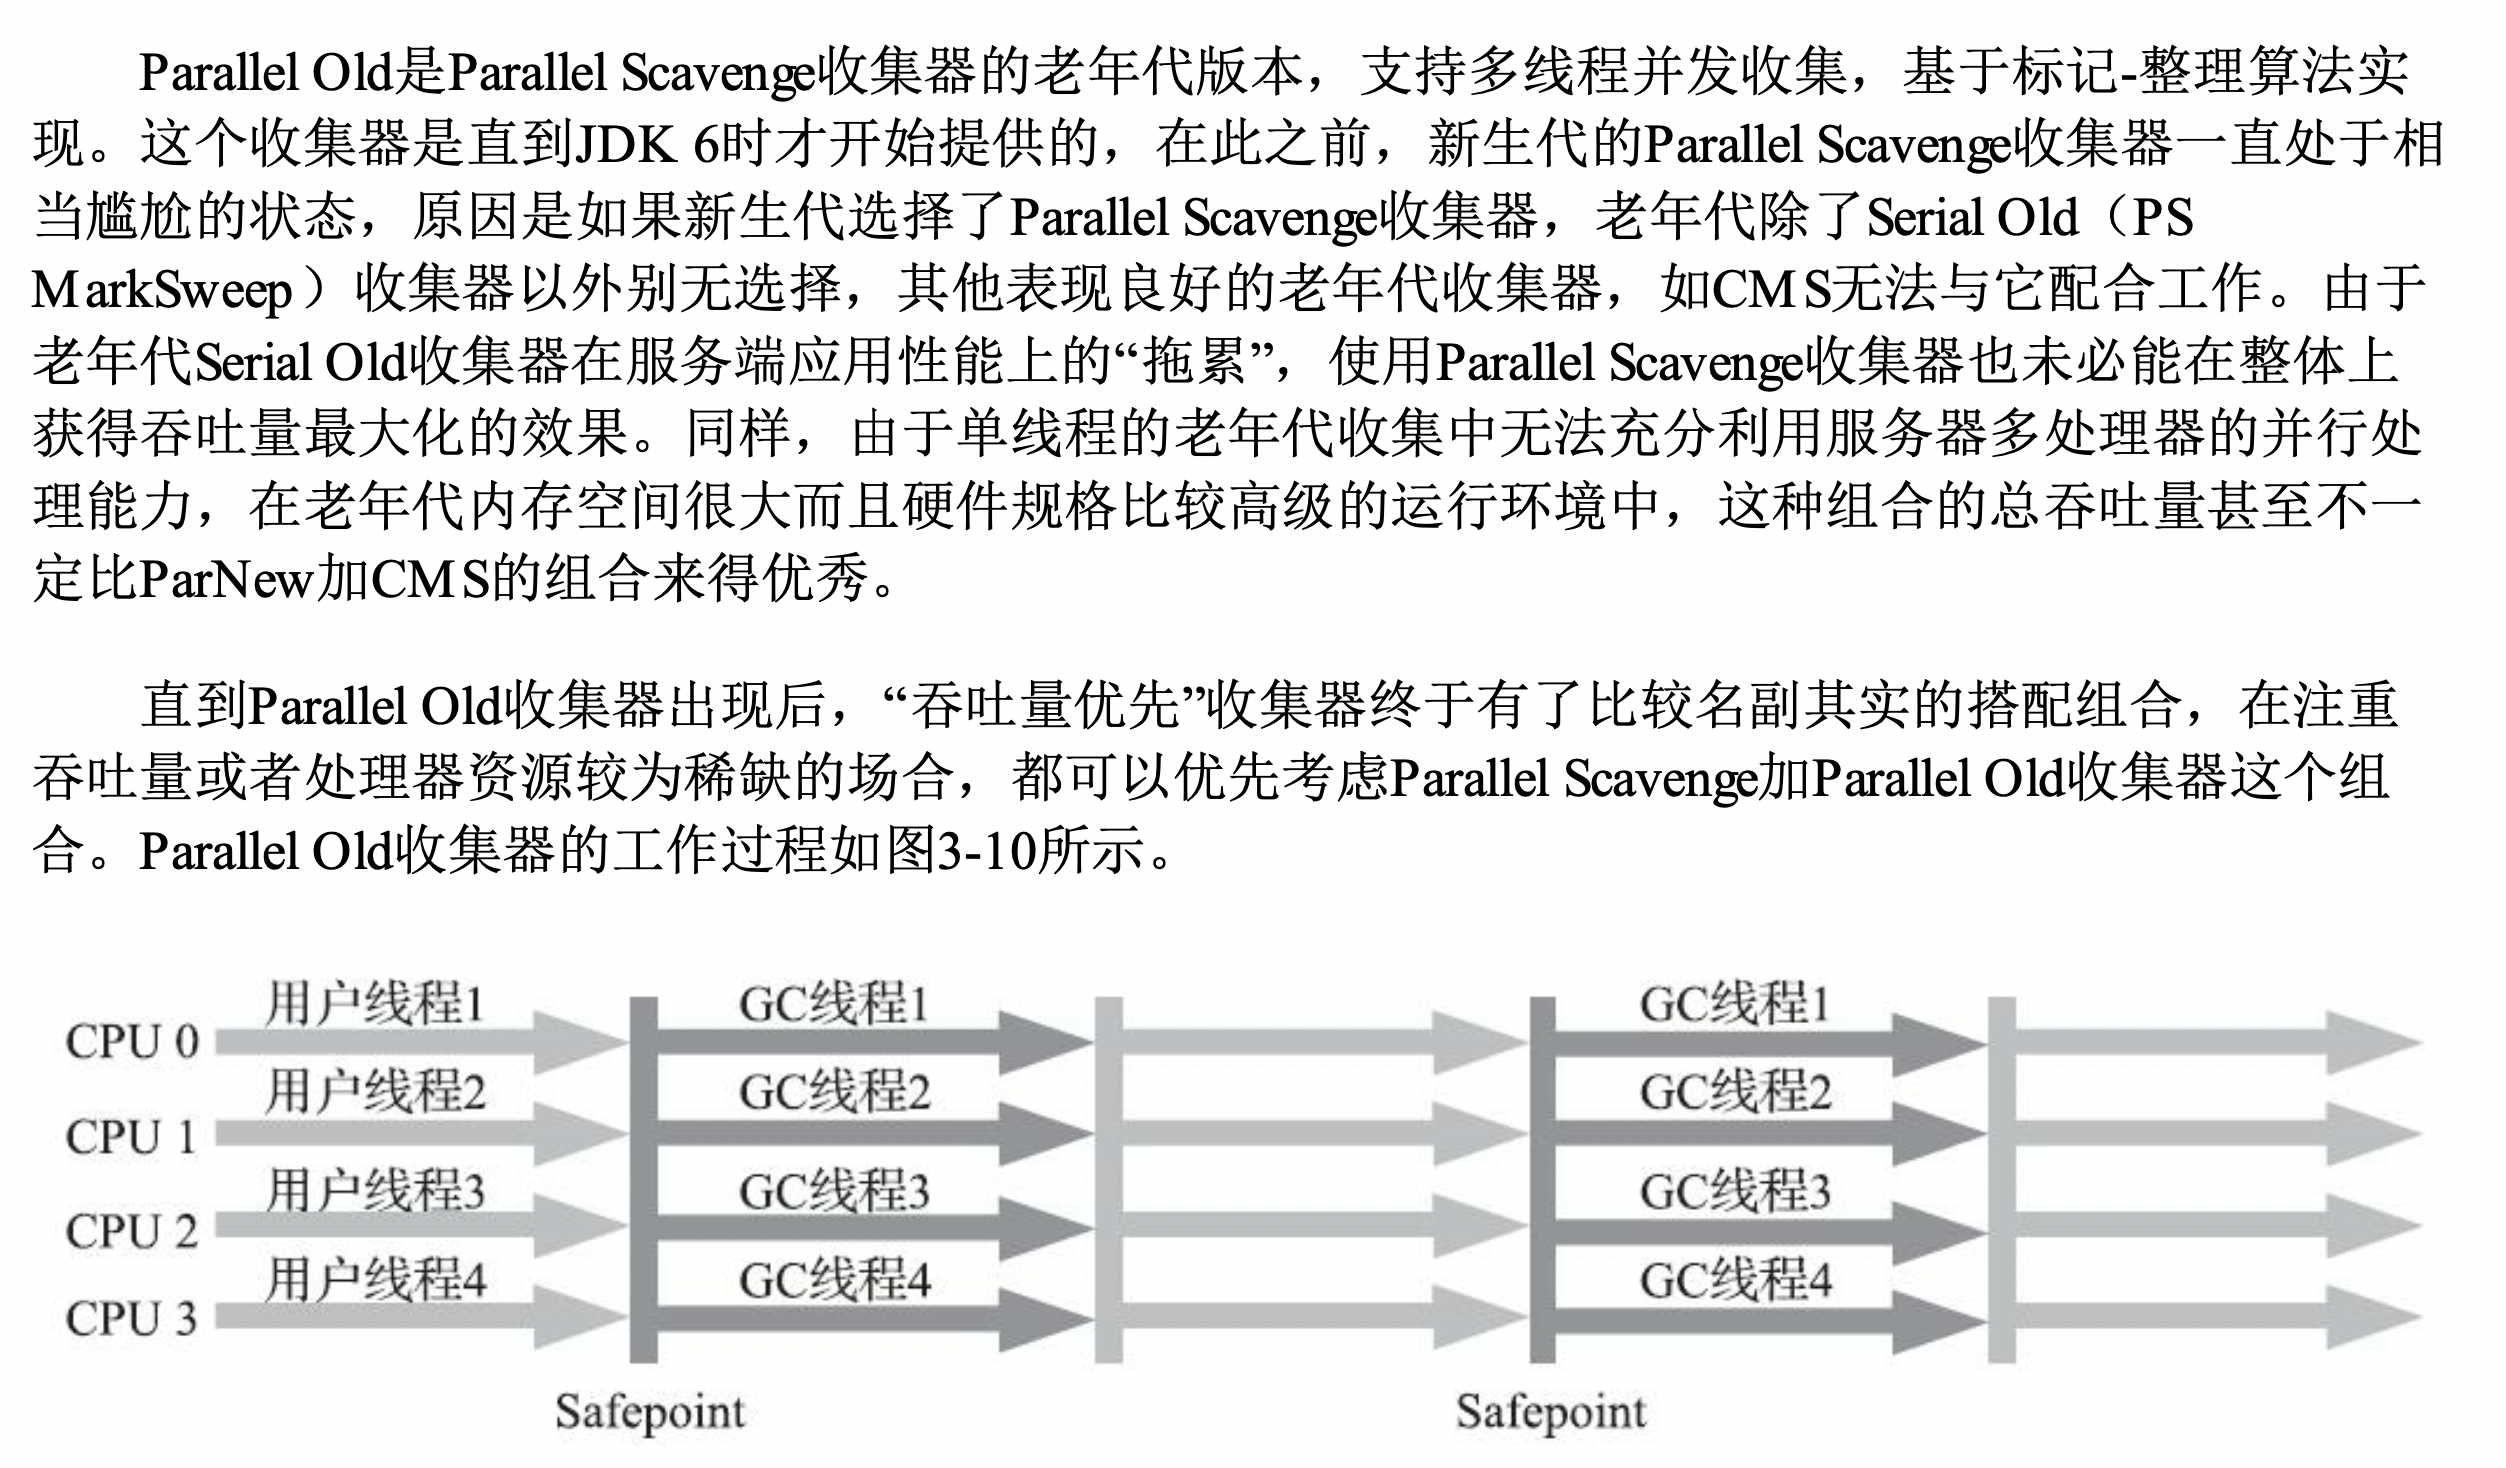 Parallel Old是Parallel Scavenge收集器的老年代版本，支持多线程并发收集，基于标记-整理算法实
现。这个收集器是直到JDK 6时才开始提供的，在此之前，新生代的Parallel Scavenge收集器一直处于相
当尴尬的状态，原因是如果新生代选择了Parallel Scavenge收集器，老年代除了Serial Old（PS
MarkSweep）收集器以外别无选择，其他表现良好的老年代收集器，如CMS无法与它配合工作。由于
老年代Serial Old收集器在服务端应用性能上的“拖累”，使用Parallel Scavenge收集器也未必能在整体上
获得吞吐量最大化的效果。同样，由于单线程的老年代收集中无法充分利用服务器多处理器的并行处
理能力，在老年代内存空间很大而且硬件规格比较高级的运行环境中，这种组合的总吞吐量甚至不一
定比ParNew加CMS的组合来得优秀。
直到Parallel Old收集器出现后，“吞吐量优先”收集器终于有了比较名副其实的搭配组合，在注重
吞吐量或者处理器资源较为稀缺的场合，都可以优先考虑Parallel Scavenge加Parallel Old收集器这个组
合。Parallel Old收集器的工作过程如图3-10所示。
用户线程1 GC线程1 GC线程1
CPU 0
用户线程2 GC线程2 GC线程2
CPU 1
用户线程3 GC线程3 GC线程3
CPU 2
用户线程4 GC线程4 GC线程4
CPU 3
Safepoint Safepoint